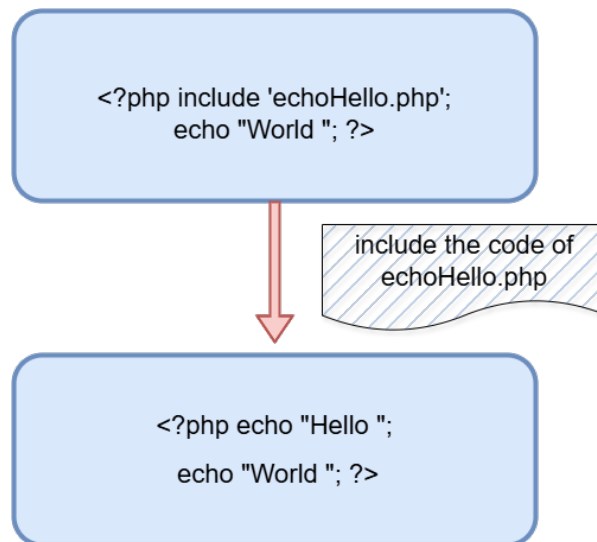 <?php include 'echoHello.php';
echo "World "; ?>
include the code of
echoHello.php
<?php echo "Hello ";
echo "World "; ?>